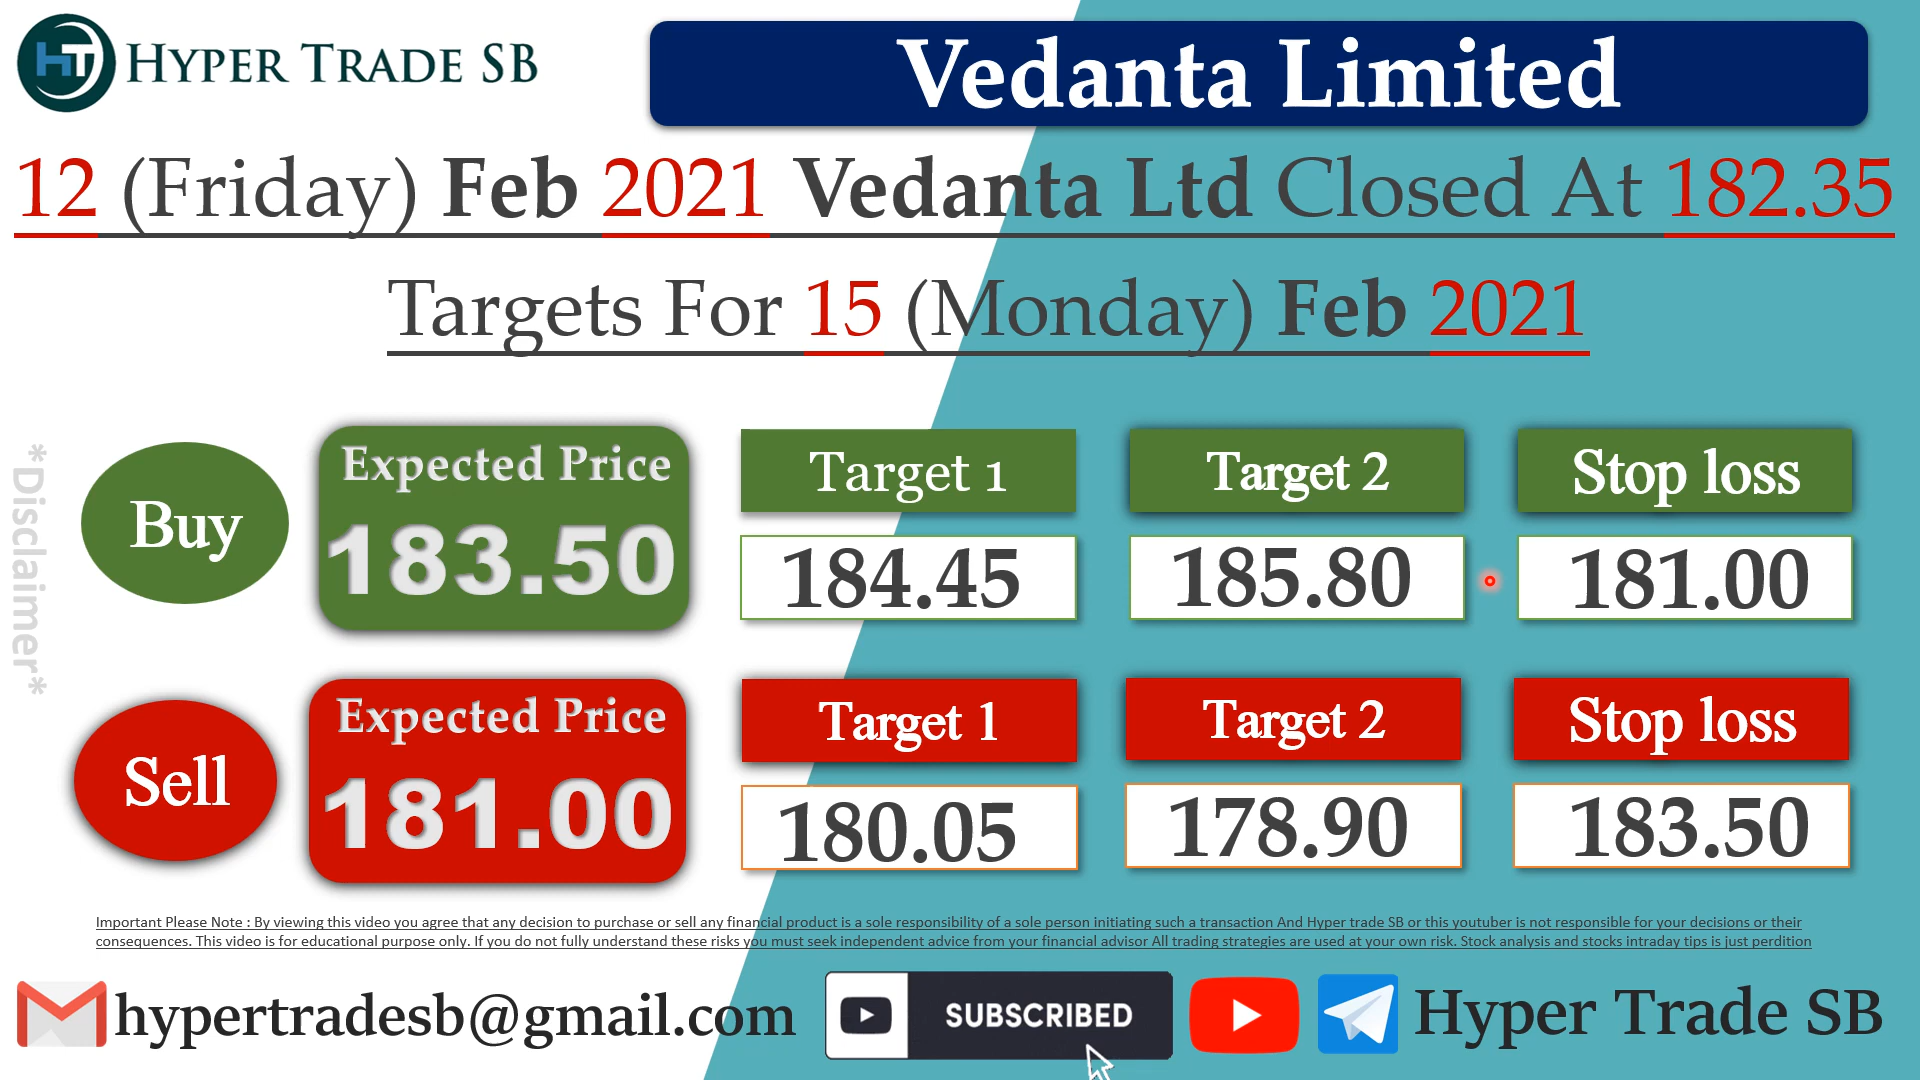 HT HYPER TRADE SB
Vedanta Limited
12 (Friday) Feb 2021 Vedanta Ltd Closed At 182.35
Targets For 15 (Monday) Feb 2021
*Disclaimer*
Buy
Expected Price
183.50
Target 1
184.45
Target 2
185.80
Stop loss
181.00
Sell
Expected Price
181.00
Target 1
180.05
Target 2
178.90
Stop loss
183.50
Important Please Note : By viewing this video you agree that any decision to purchase or sell any financial product is a sole responsibility of a sole person initiating such a transaction And Hyper trade SB or this youtuber is not responsible for your decisions or their
consequences. This video is for educational purpose only. If you do not fully understand these risks you must seek independent advice from your financial advisor All trading strategies are used at your own risk. Stock analysis and stocks intraday tips is just perdition
hypertradesb@gmail.com
SUBSCRIBED
Hyper Trade SB